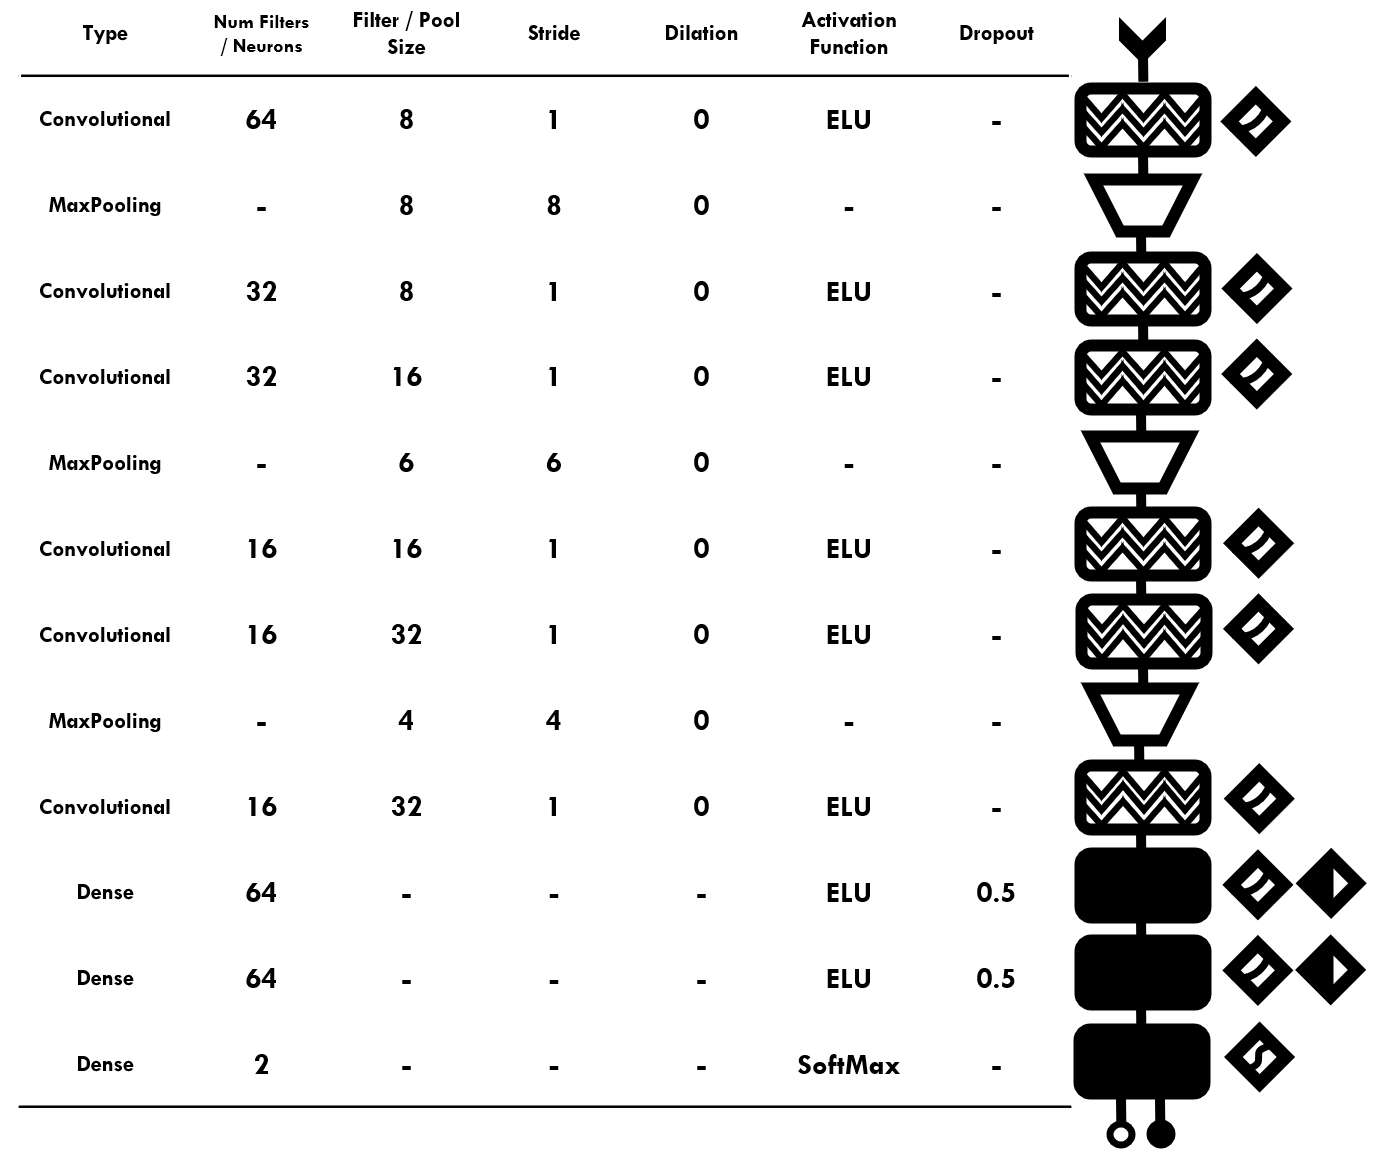 Type Num Filters / Neurons Filter / Pool Size Stride Dilation Activation Function Dropout
Convolutional 64 8 1 0 ELU -
MaxPooling - 8 8 0 - -
Convolutional 32 8 1 0 ELU -
Convolutional 32 16 1 0 ELU -
MaxPooling - 6 6 0 - -
Convolutional 16 16 1 0 ELU -
Convolutional 16 32 1 0 ELU -
MaxPooling - 4 4 0 - -
Convolutional 16 32 1 0 ELU -
Dense 64 - - - ELU 0.5
Dense 64 - - - ELU 0.5
Dense 2 - - - SoftMax -